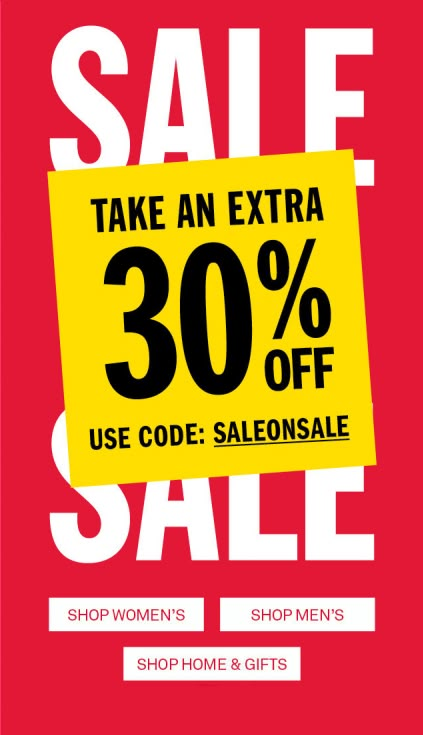 SALE
TAKE AN EXTRA
30%
OFF
USE CODE: SALEONSALE
SALE
SHOP WOMEN'S
SHOP MEN'S
SHOP HOME & GIFTS